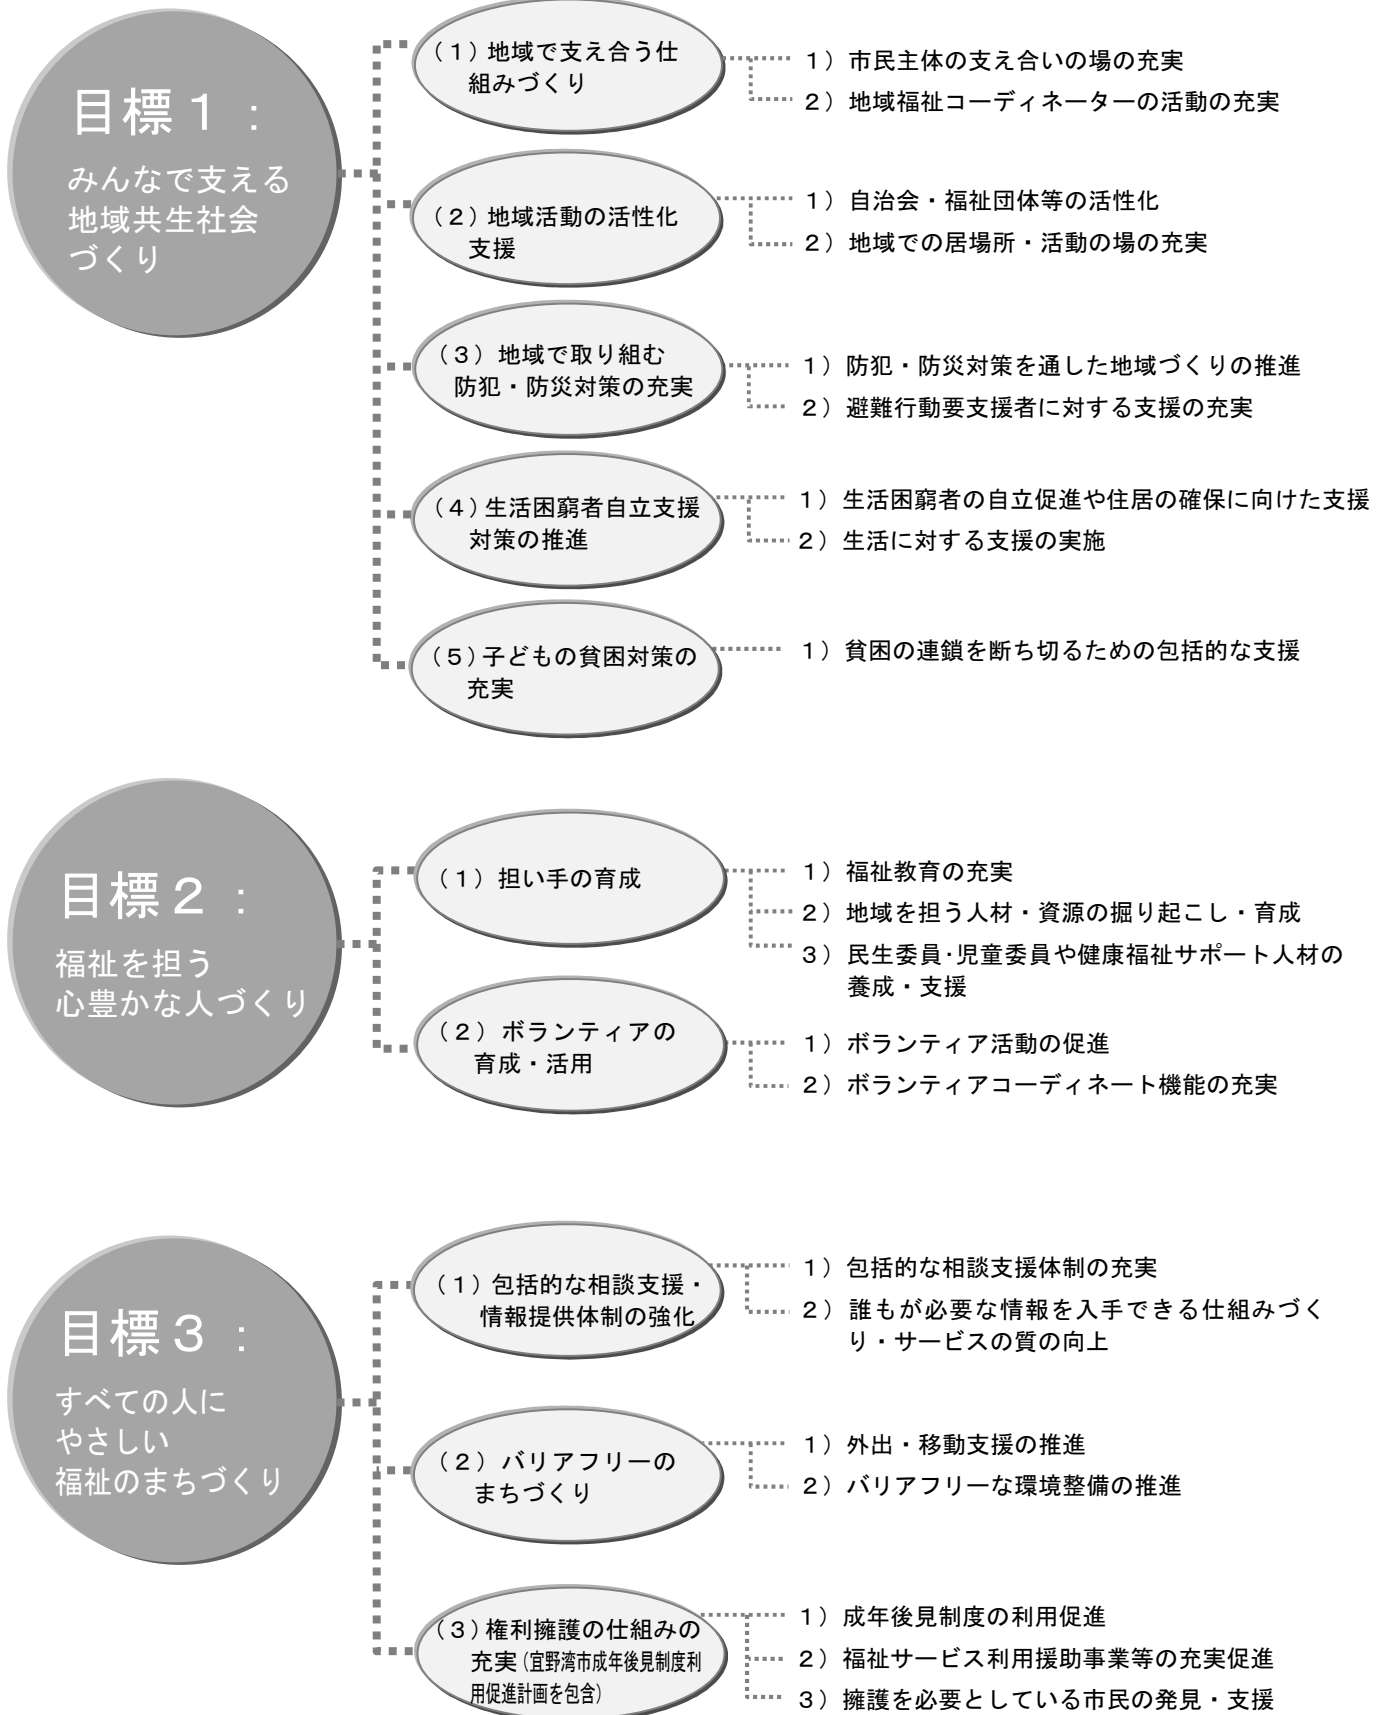 目標１：
みんなで支える
地域共生社会
づくり
（１）地域で支え合う仕
組みづくり
１）市民主体の支え合いの場の充実
２）地域福祉コーディネーターの活動の充実
（２）地域活動の活性化
支援
１）自治会・福祉団体等の活性化
２）地域での居場所・活動の場の充実
（３）地域で取り組む
防犯・防災対策の充実
１）防犯・防災対策を通した地域づくりの推進
２）避難行動要支援者に対する支援の充実
（４）生活困窮者自立支援
対策の推進
１）生活困窮者の自立促進や住居の確保に向けた支援
２）生活に対する支援の実施
（５）子どもの貧困対策の
充実
１）貧困の連鎖を断ち切るための包括的な支援
目標２：
福祉を担う
心豊かな人づくり
（１）担い手の育成
１）福祉教育の充実
２）地域を担う人材・資源の掘り起こし・育成
３）民生委員･児童委員や健康福祉サポート人材の
養成・支援
（２）ボランティアの
育成・活用
１）ボランティア活動の促進
２）ボランティアコーディネート機能の充実
目標３：
すべての人に
やさしい
福祉のまちづくり
（１）包括的な相談支援・
情報提供体制の強化
１）包括的な相談支援体制の充実
２）誰もが必要な情報を入手できる仕組みづく
り・サービスの質の向上
（２）バリアフリーの
まちづくり
１）外出・移動支援の推進
２）バリアフリーな環境整備の推進
（３）権利擁護の仕組みの
充実（宜野湾市成年後見制度利
用促進計画を包含）
１）成年後見制度の利用促進
２）福祉サービス利用援助事業等の充実促進
３）擁護を必要としている市民の発見・支援